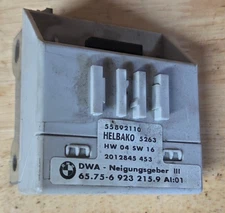 55892110
HELBAKO 5263
HW 04 SW 16
2012845 453
DWA - Neigungsgeber III
65.75-6 923 215.9 AI:01